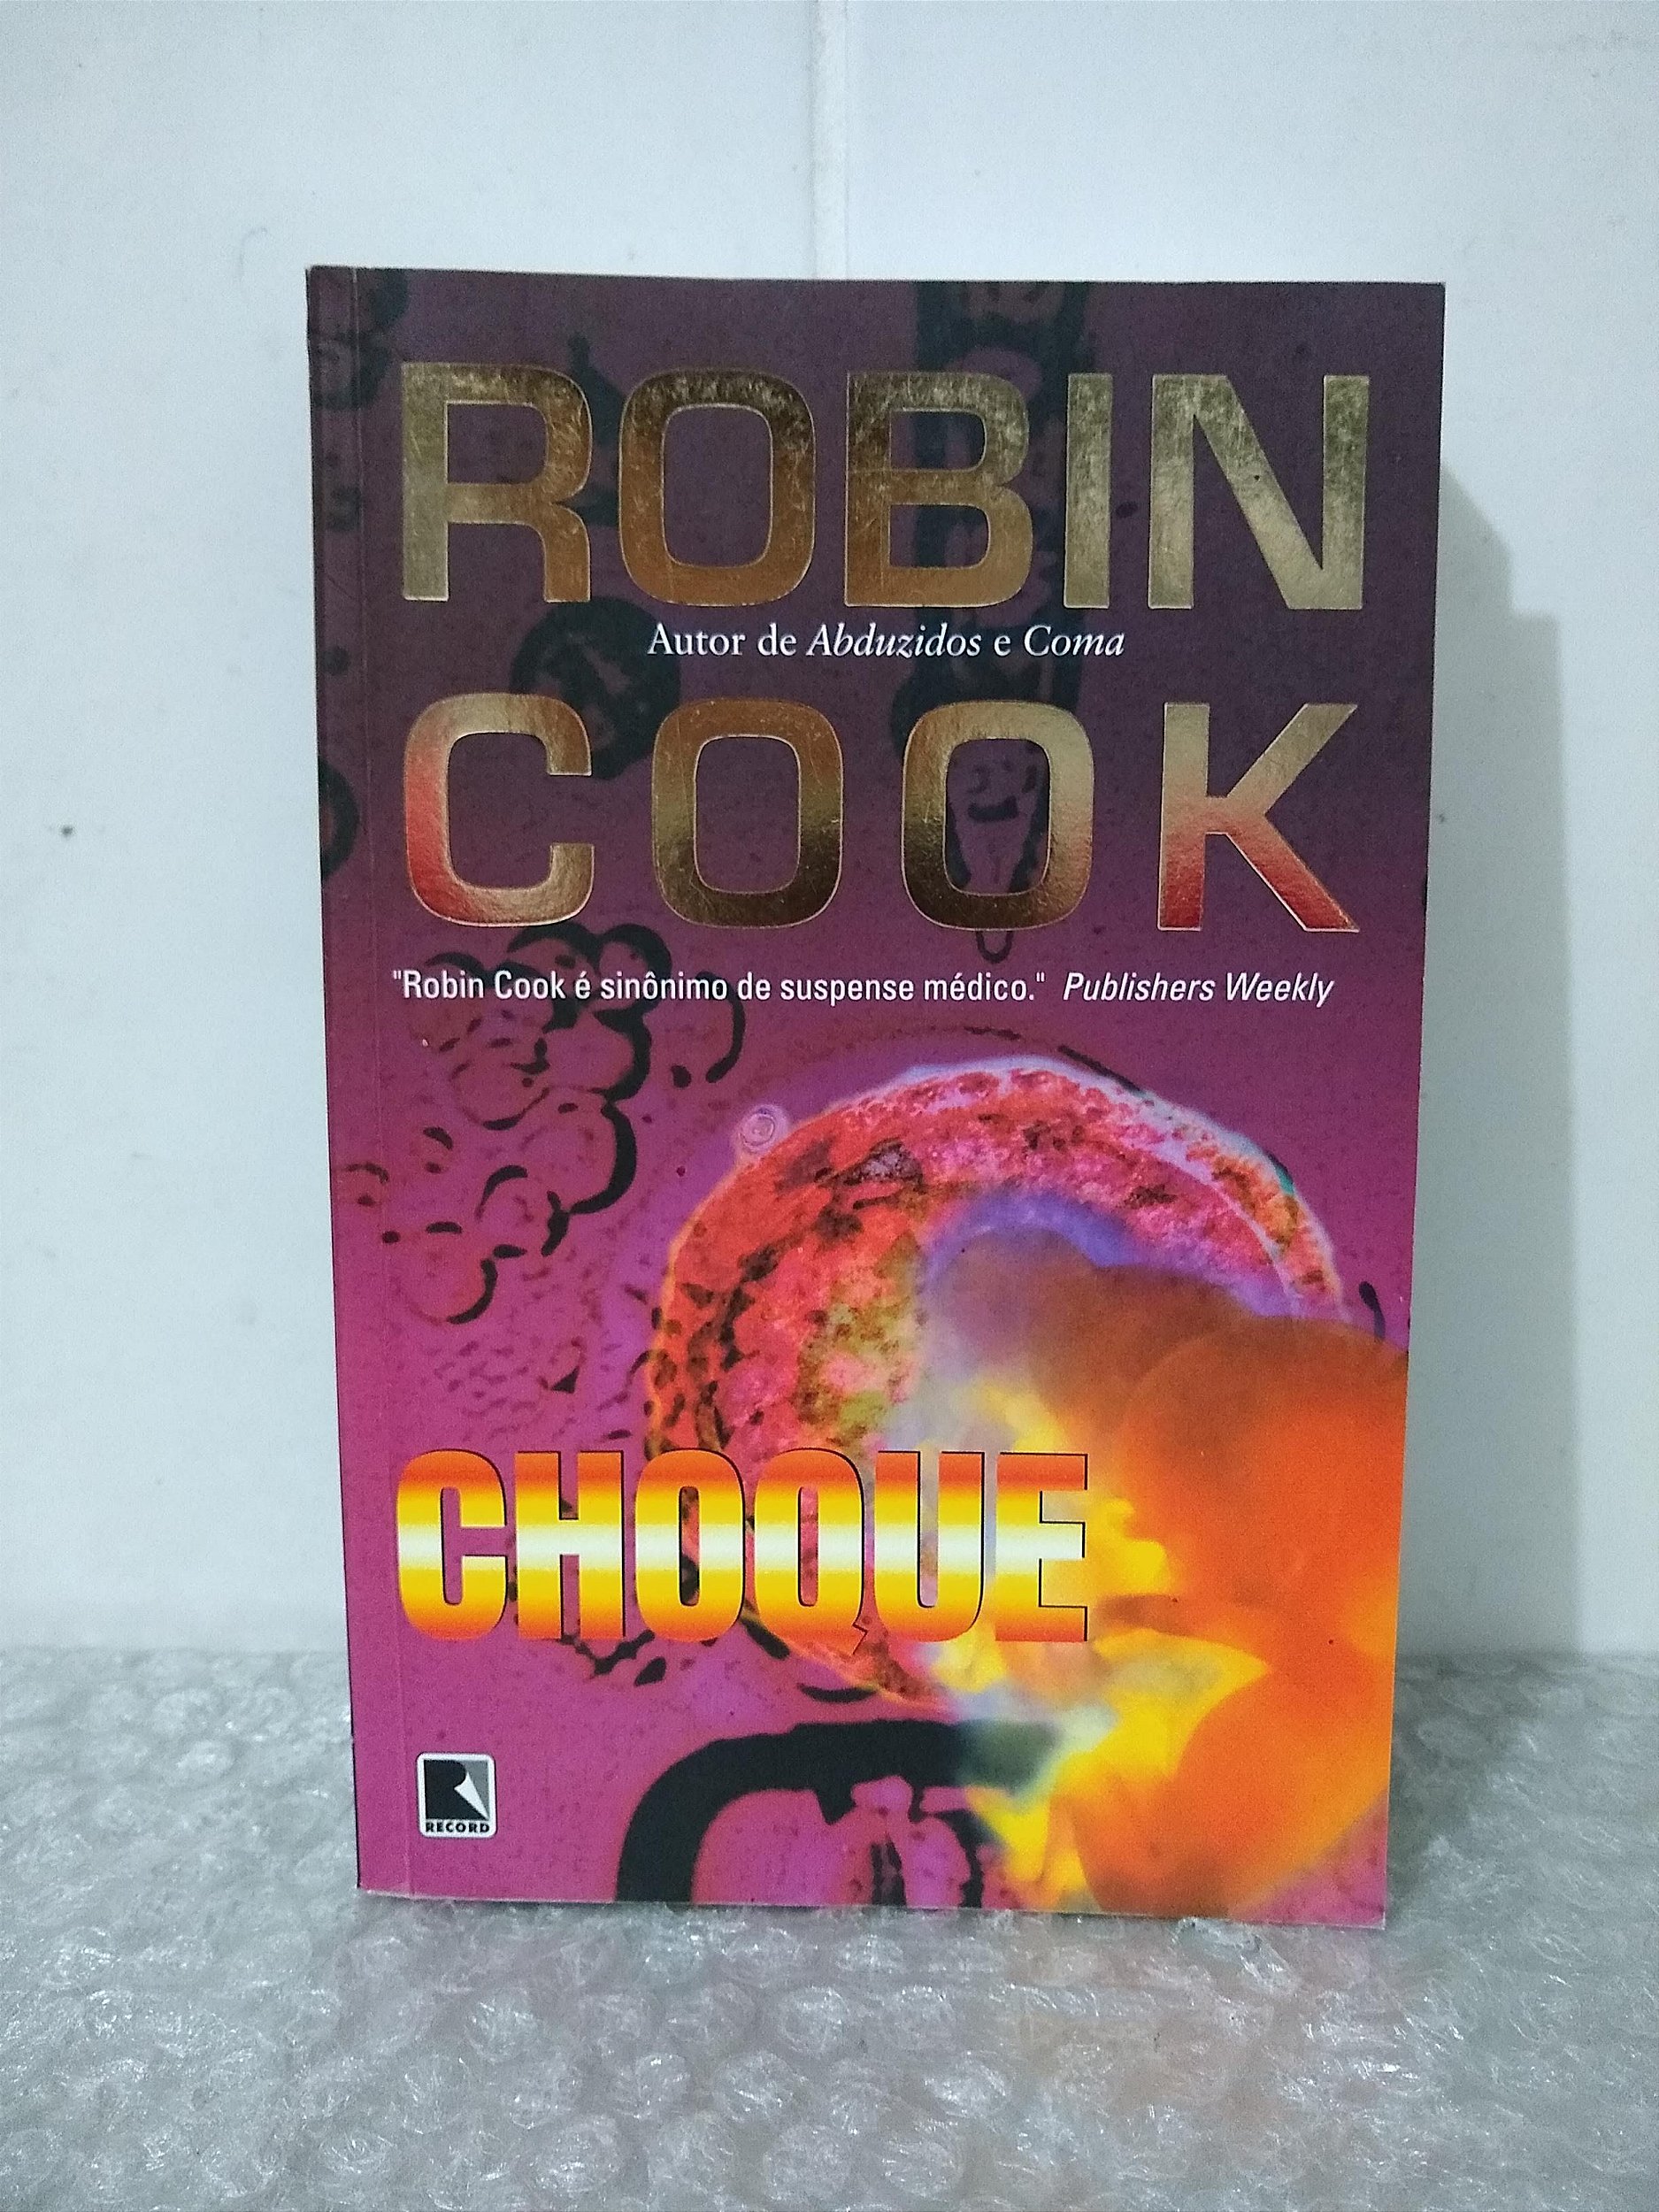 ROBIN
Autor de Abduzidos e Coma
COOK
"Robin Cook é sinônimo de suspense médico." Publishers Weekly
CHOQUE
R
RECORD